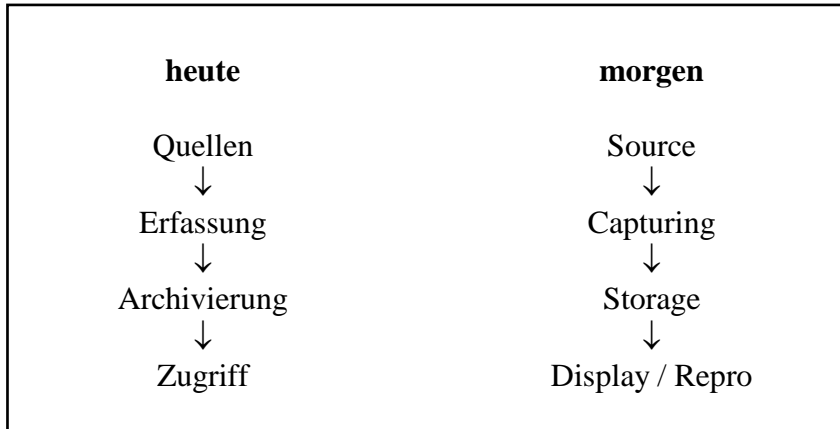 heute morgen
Quellen Source
↓ ↓
Erfassung Capturing
↓ ↓
Archivierung Storage
↓ ↓
Zugriff Display / Repro